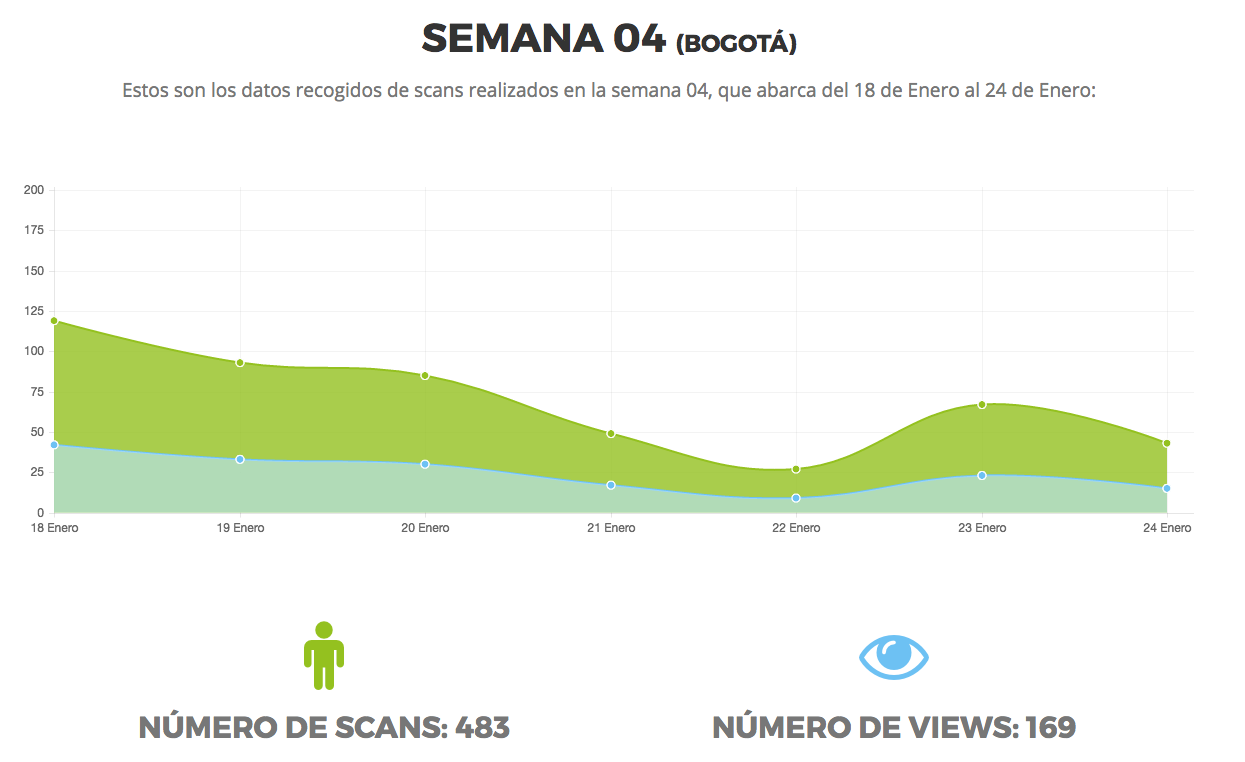 SEMANA 04 (BOGOTÁ)
Estos son los datos recogidos de scans realizados en la semana 04, que abarca del 18 de Enero al 24 de Enero:
200
175
150
125
100
75
50
25
0
18 Enero 19 Enero 20 Enero 21 Enero 22 Enero 23 Enero 24 Enero
NÚMERO DE SCANS: 483 NÚMERO DE VIEWS: 169